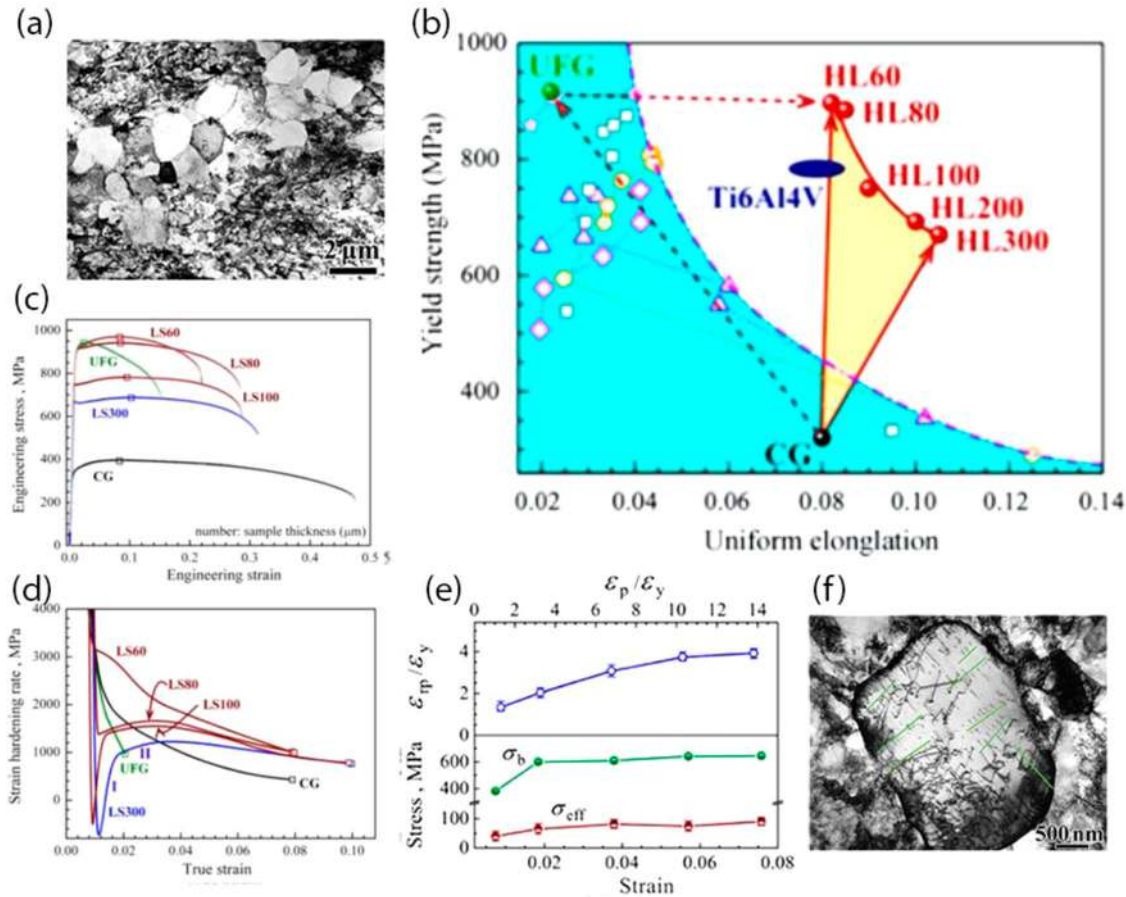 (a)
2 μm
(b)
1000
800
600
400
0.02 0.04 0.06 0.08 0.10 0.12 0.14
Yield strength (MPa)
Uniform elonglation
UFG
HL60
HL80
HL100
HL200
HL300
Ti6Al4V
CG
(c)
1000
800
600
400
200
0
0.0 0.1 0.2 0.3 0.4 0.5 5
Engineering stress , MPa
Engineering strain
LS60
UFG
LS80
LS100
LS300
CG
number: sample thickness (μm)
(d)
4000
3000
2000
1000
0
0.00 0.02 0.04 0.06 0.08 0.10
Strain hardening rate , MPa
True strain
LS60
LS80
LS100
II
UFG
I
LS300
CG
(e)
εp/εy
0 2 4 6 8 10 12 14
εrp/εy
4
2
Stress, MPa
600
400
100
0
σb
σeff
0.00 0.02 0.04 0.06 0.08
Strain
(f)
500 nm